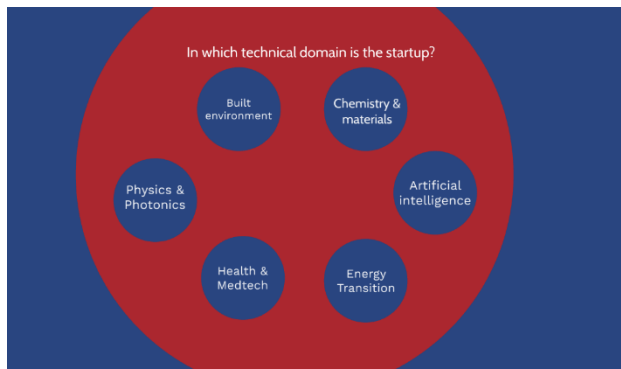 In which technical domain is the startup?
Built
environment
Chemistry &
materials
Physics &
Photonics
Artificial
intelligence
Health &
Medtech
Energy
Transition